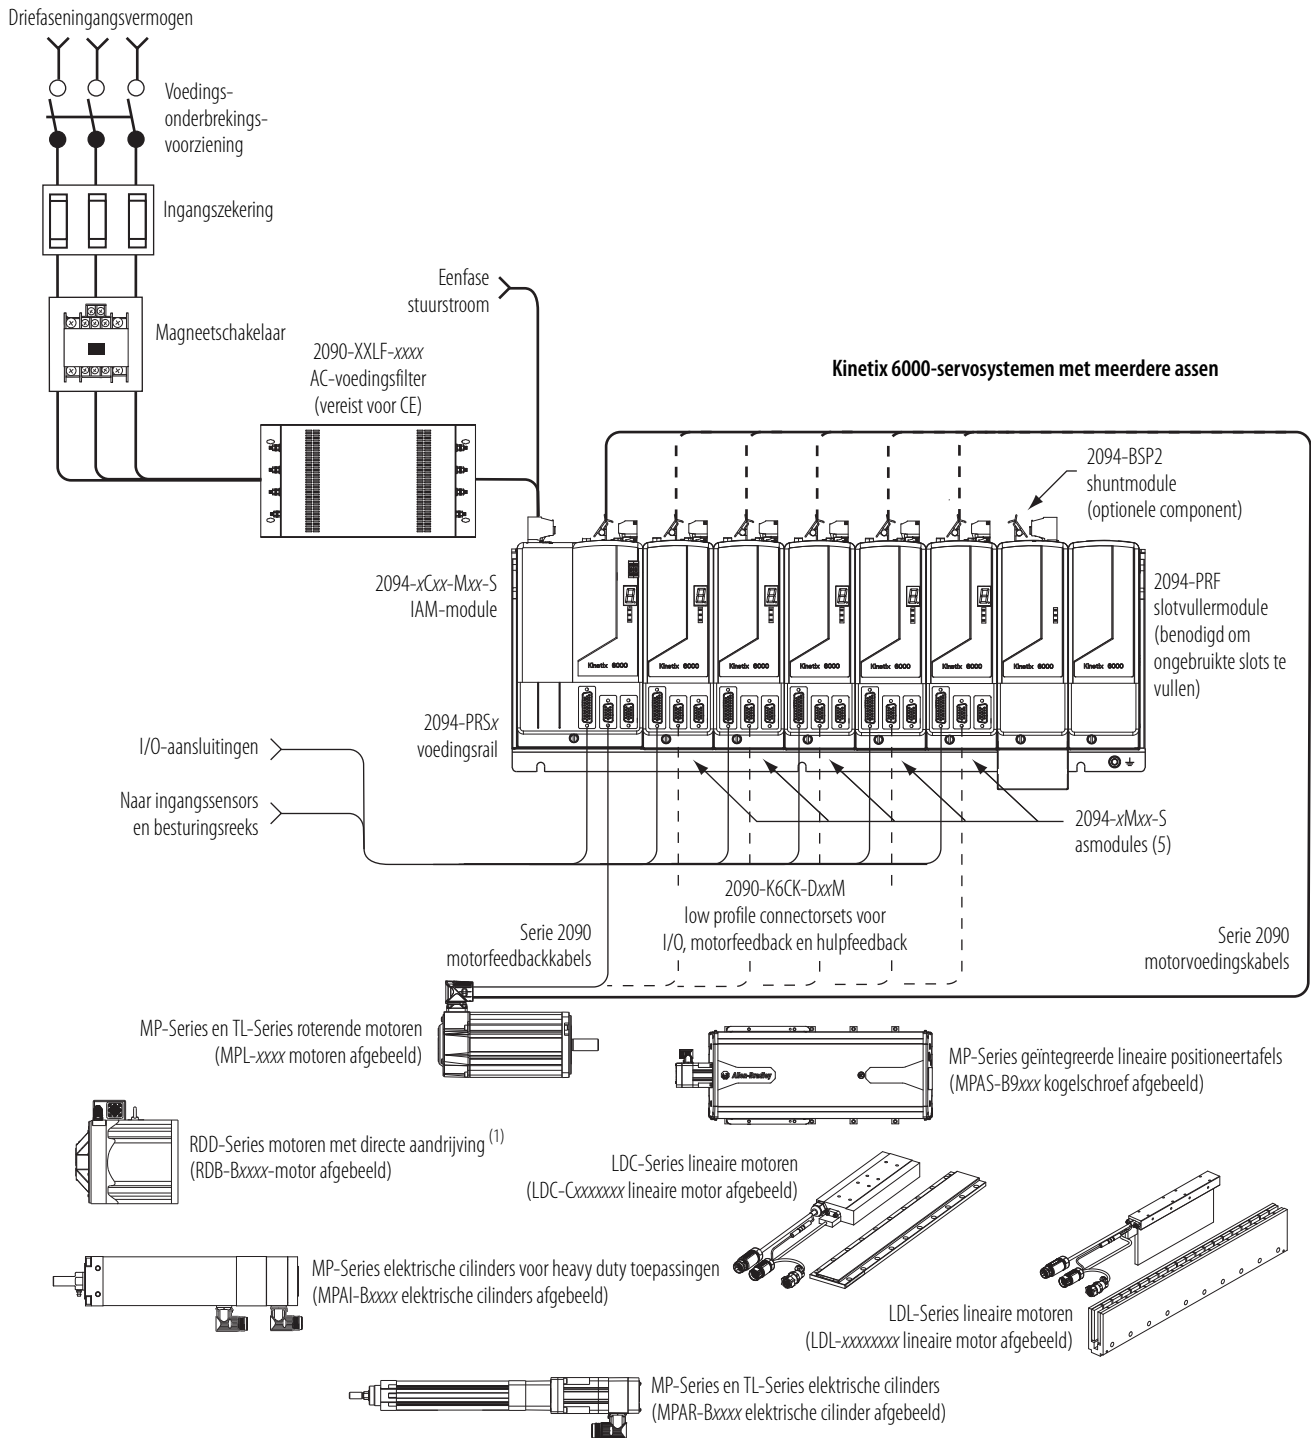 Driefaseningangsvermogen
Voedings-
onderbrekings-
voorziening
Ingangszekering
Magneetschakelaar
Eenfase
stuurstroom
2090-XXLF-xxxx
AC-voedingsfilter
(vereist voor CE)
Kinetix 6000-servosystemen met meerdere assen
2094-BSP2
shuntmodule
(optionele component)
2094-xCxx-Mxx-S
IAM-module
2094-PRF
slotvullermodule
(benodigd om
ongebruikte slots te
vullen)
Kinetix 6000
Kinetix 6000
Kinetix 6000
Kinetix 6000
Kinetix 6000
Kinetix 6000
Kinetix 6000
Kinetix 6000
2094-PRSx
voedingsrail
I/O-aansluitingen
Naar ingangssensors
en besturingsreeks
2094-xMxx-S
asmodules (5)
2090-K6CK-DxxM
low profile connectorsets voor
I/O, motorfeedback en hulpfeedback
Serie 2090
motorfeedbackkabels
Serie 2090
motorvoedingskabels
MP-Series en TL-Series roterende motoren
(MPL-xxxx motoren afgebeeld)
Allen-Bradley
MP-Series geïntegreerde lineaire positioneertafels
(MPAS-B9xxx kogelschroef afgebeeld)
RDD-Series motoren met directe aandrijving (1)
(RDB-Bxxxx-motor afgebeeld)
LDC-Series lineaire motoren
(LDC-Cxxxxxxx lineaire motor afgebeeld)
MP-Series elektrische cilinders voor heavy duty toepassingen
(MPAI-Bxxxx elektrische cilinders afgebeeld)
LDL-Series lineaire motoren
(LDL-xxxxxxxx lineaire motor afgebeeld)
MP-Series en TL-Series elektrische cilinders
(MPAR-Bxxxx elektrische cilinder afgebeeld)